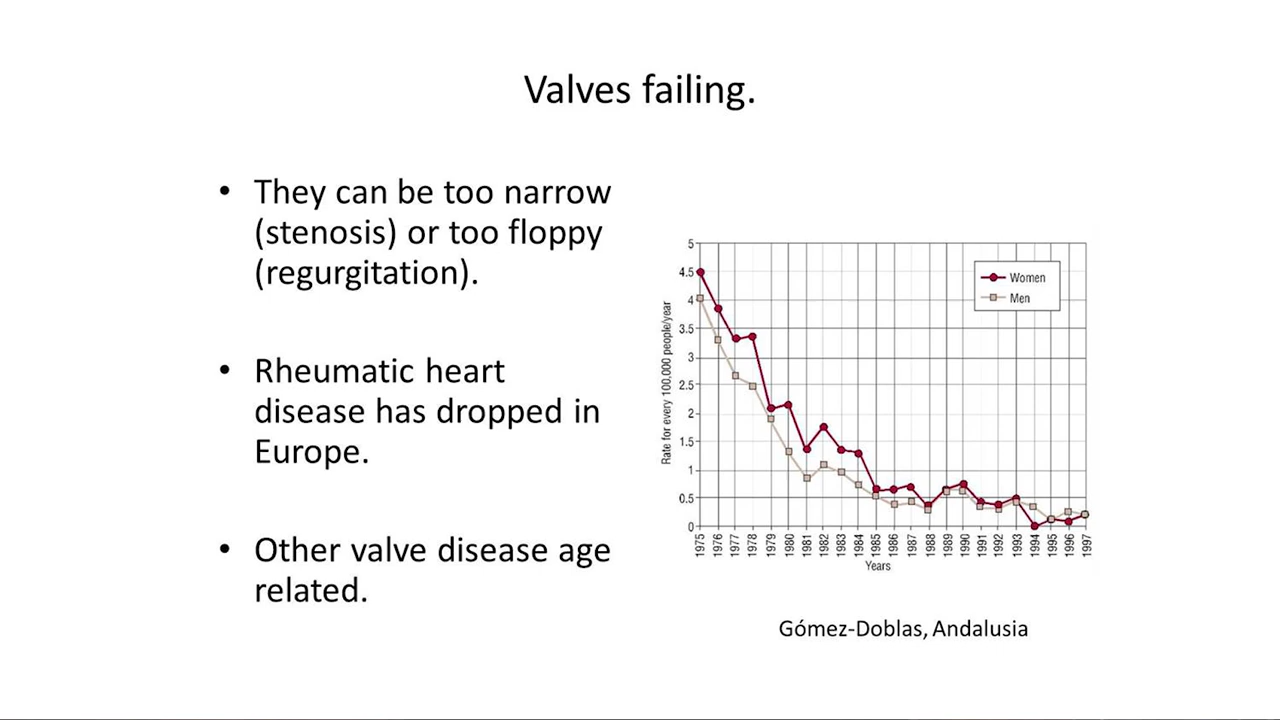 Valves failing.
• They can be too narrow
(stenosis) or too floppy
(regurgitation).
• Rheumatic heart
disease has dropped in
Europe.
• Other valve disease age
related.
Rate for every 100,000 people/year
5
4.5
4
3.5
3
2.5
2
1.5
1
0.5
0
Women
Men
1975
1976
1977
1978
1979
1980
1981
1982
1983
1984
1985
1986
1987
1988
1989
1990
1991
1992
1993
1994
1995
1996
1997
Years
Gómez-Doblas, Andalusia